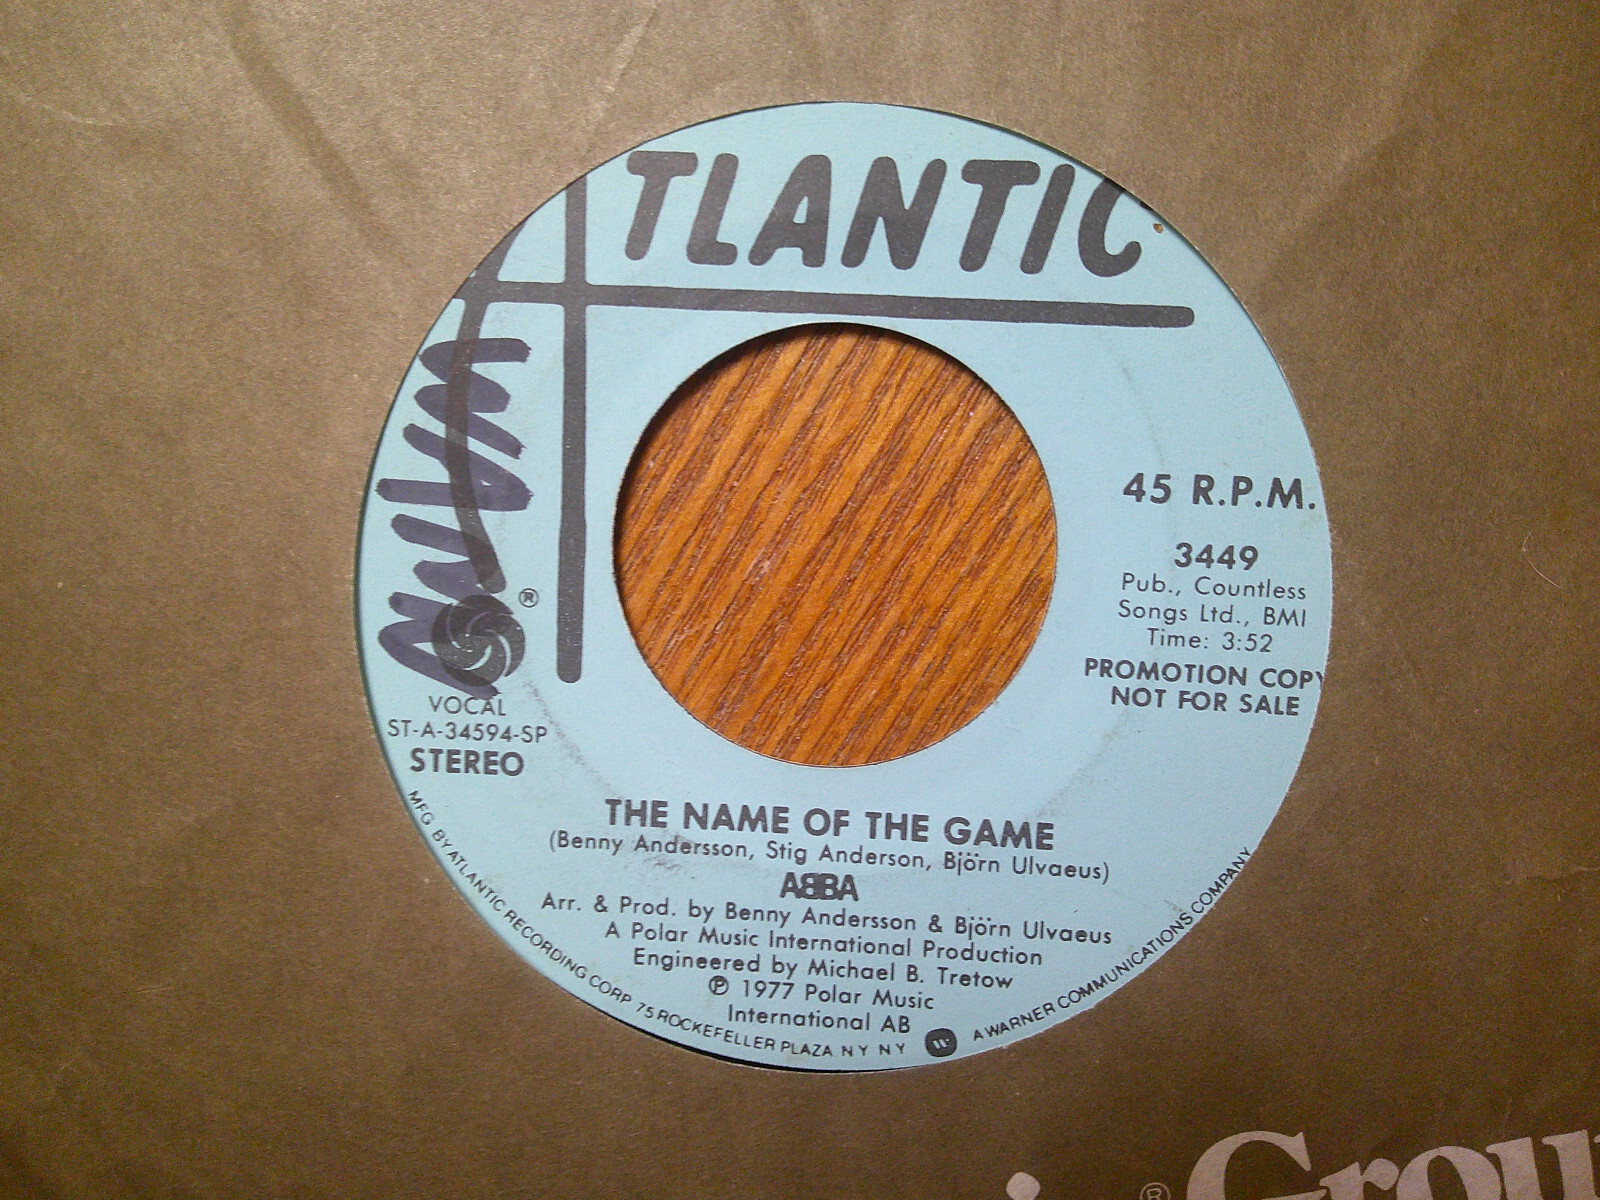 ATLANTIC
45 R.P.M.
3449
Pub., Countless
Songs Ltd., BMI
Time: 3:52
PROMOTION COPY
NOT FOR SALE
®
VOCAL
ST-A-34594-SP
STEREO
THE NAME OF THE GAME
(Benny Andersson, Stig Anderson, Björn Ulvaeus)
ABBA
Arr. & Prod. by Benny Andersson & Björn Ulvaeus
A Polar Music International Production
Engineered by Michael B. Tretow
℗ 1977 Polar Music
International AB
MFG BY ATLANTIC RECORDING CORP 75 ROCKEFELLER PLAZA N Y N Y
A WARNER COMMUNICATIONS COMPANY
®